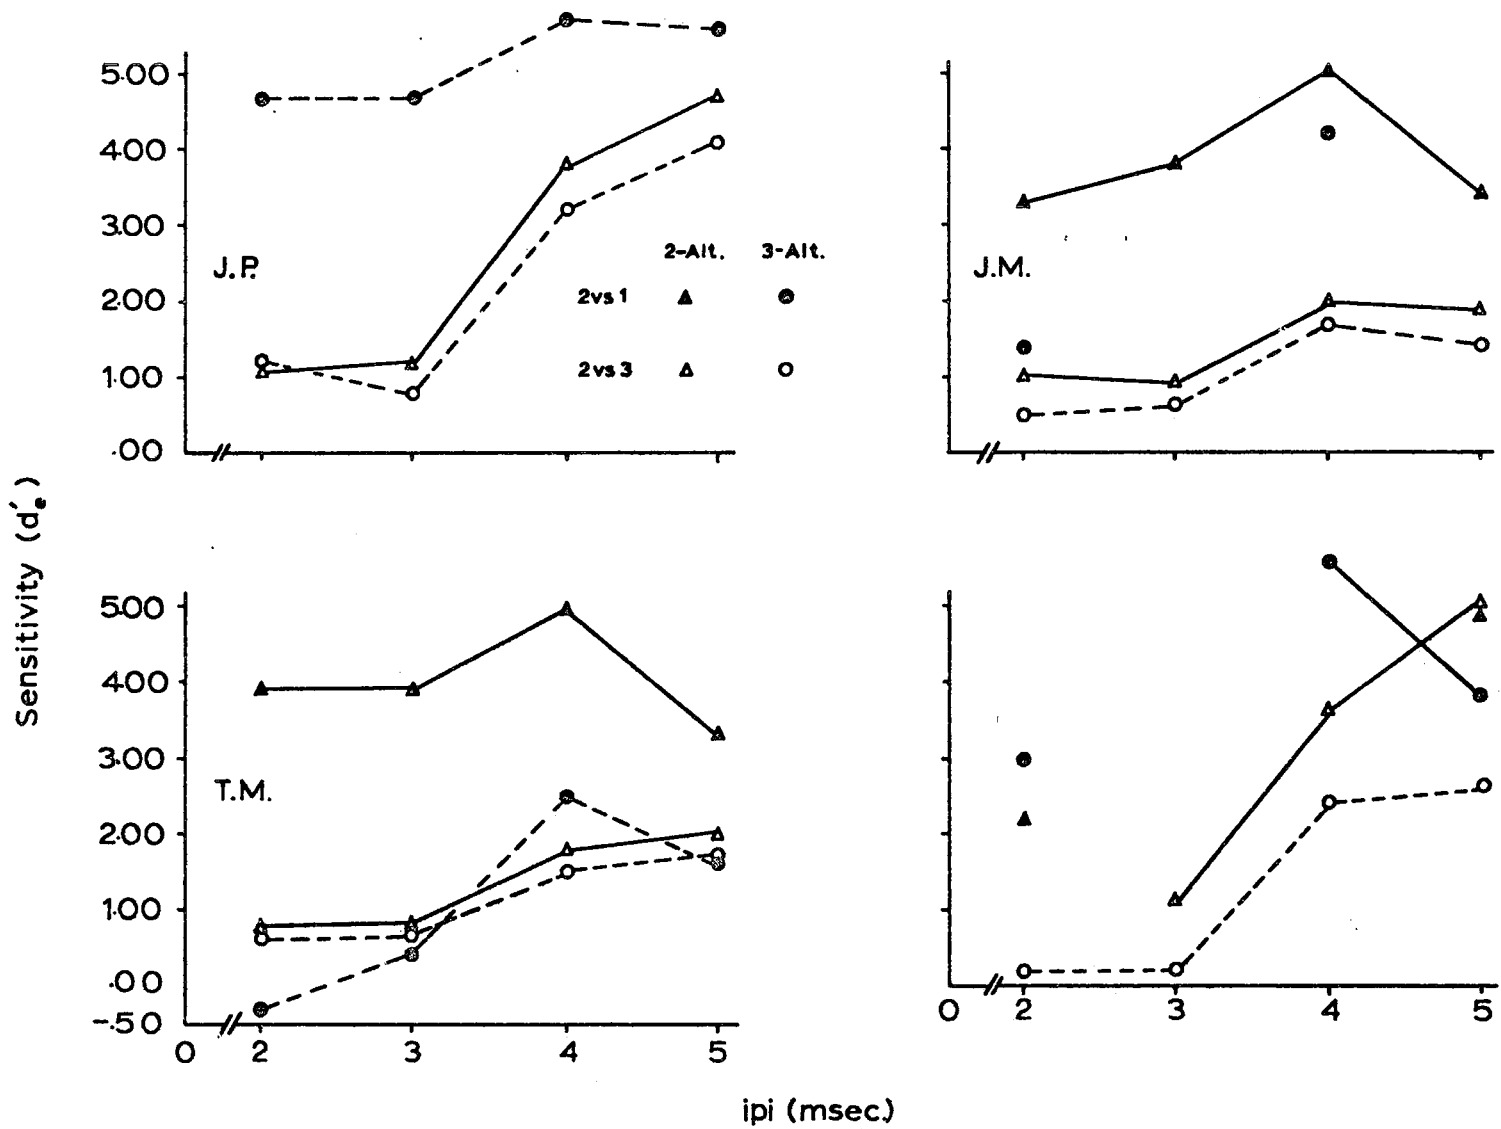 5.00
4.00
3.00
2.00
1.00
.00
J.P.
2-Alt. 3-Alt.
2vs1
2vs3
J.M.
Sensitivity (d'e)
5.00
4.00
3.00
2.00
1.00
.00
-.50
T.M.
0 2 3 4 5
0 2 3 4 5
ipi (msec.)